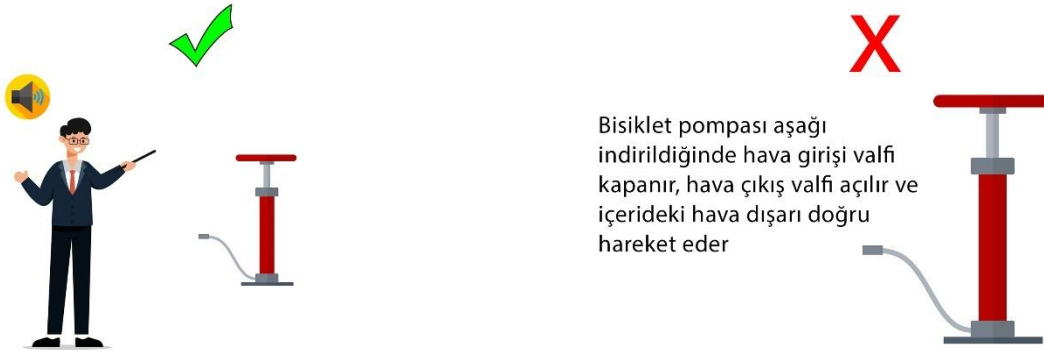 X
Bisiklet pompası aşağı
indirildiğinde hava girişi valfi
kapanır, hava çıkış valfi açılır ve
içerideki hava dışarı doğru
hareket eder